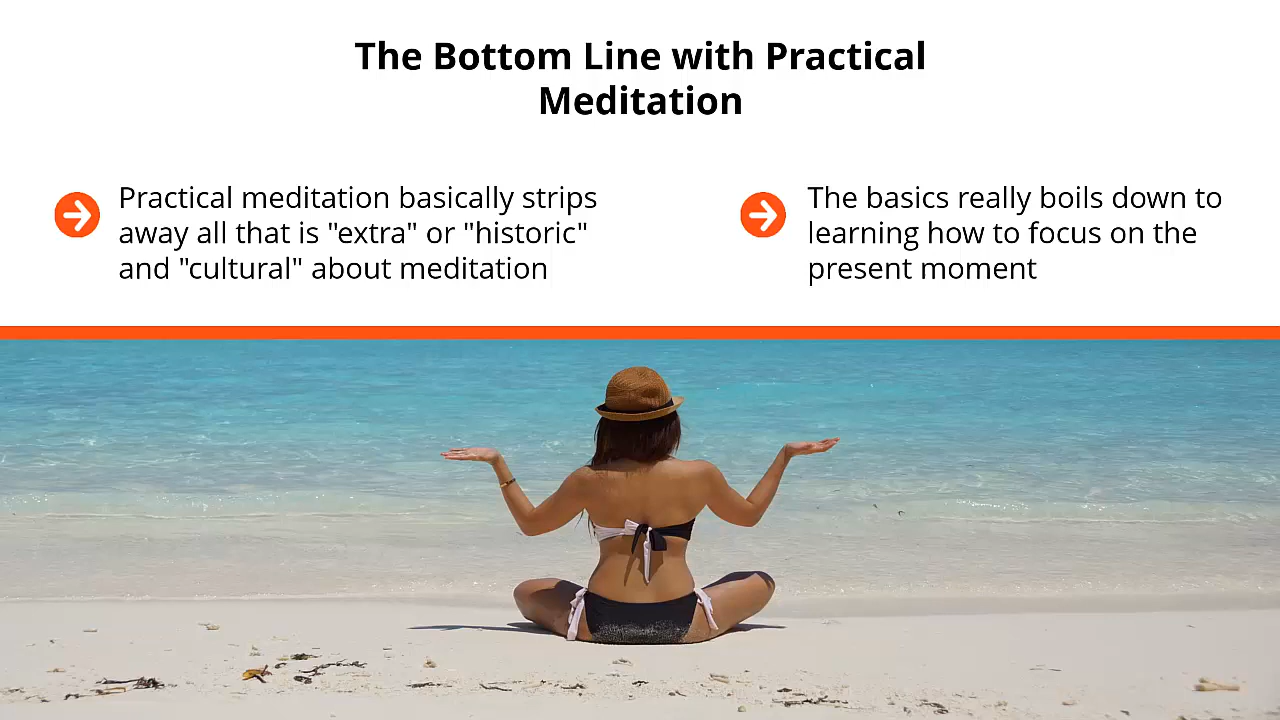 The Bottom Line with Practical
Meditation
Practical meditation basically strips
away all that is "extra" or "historic"
and "cultural" about meditation
The basics really boils down to
learning how to focus on the
present moment